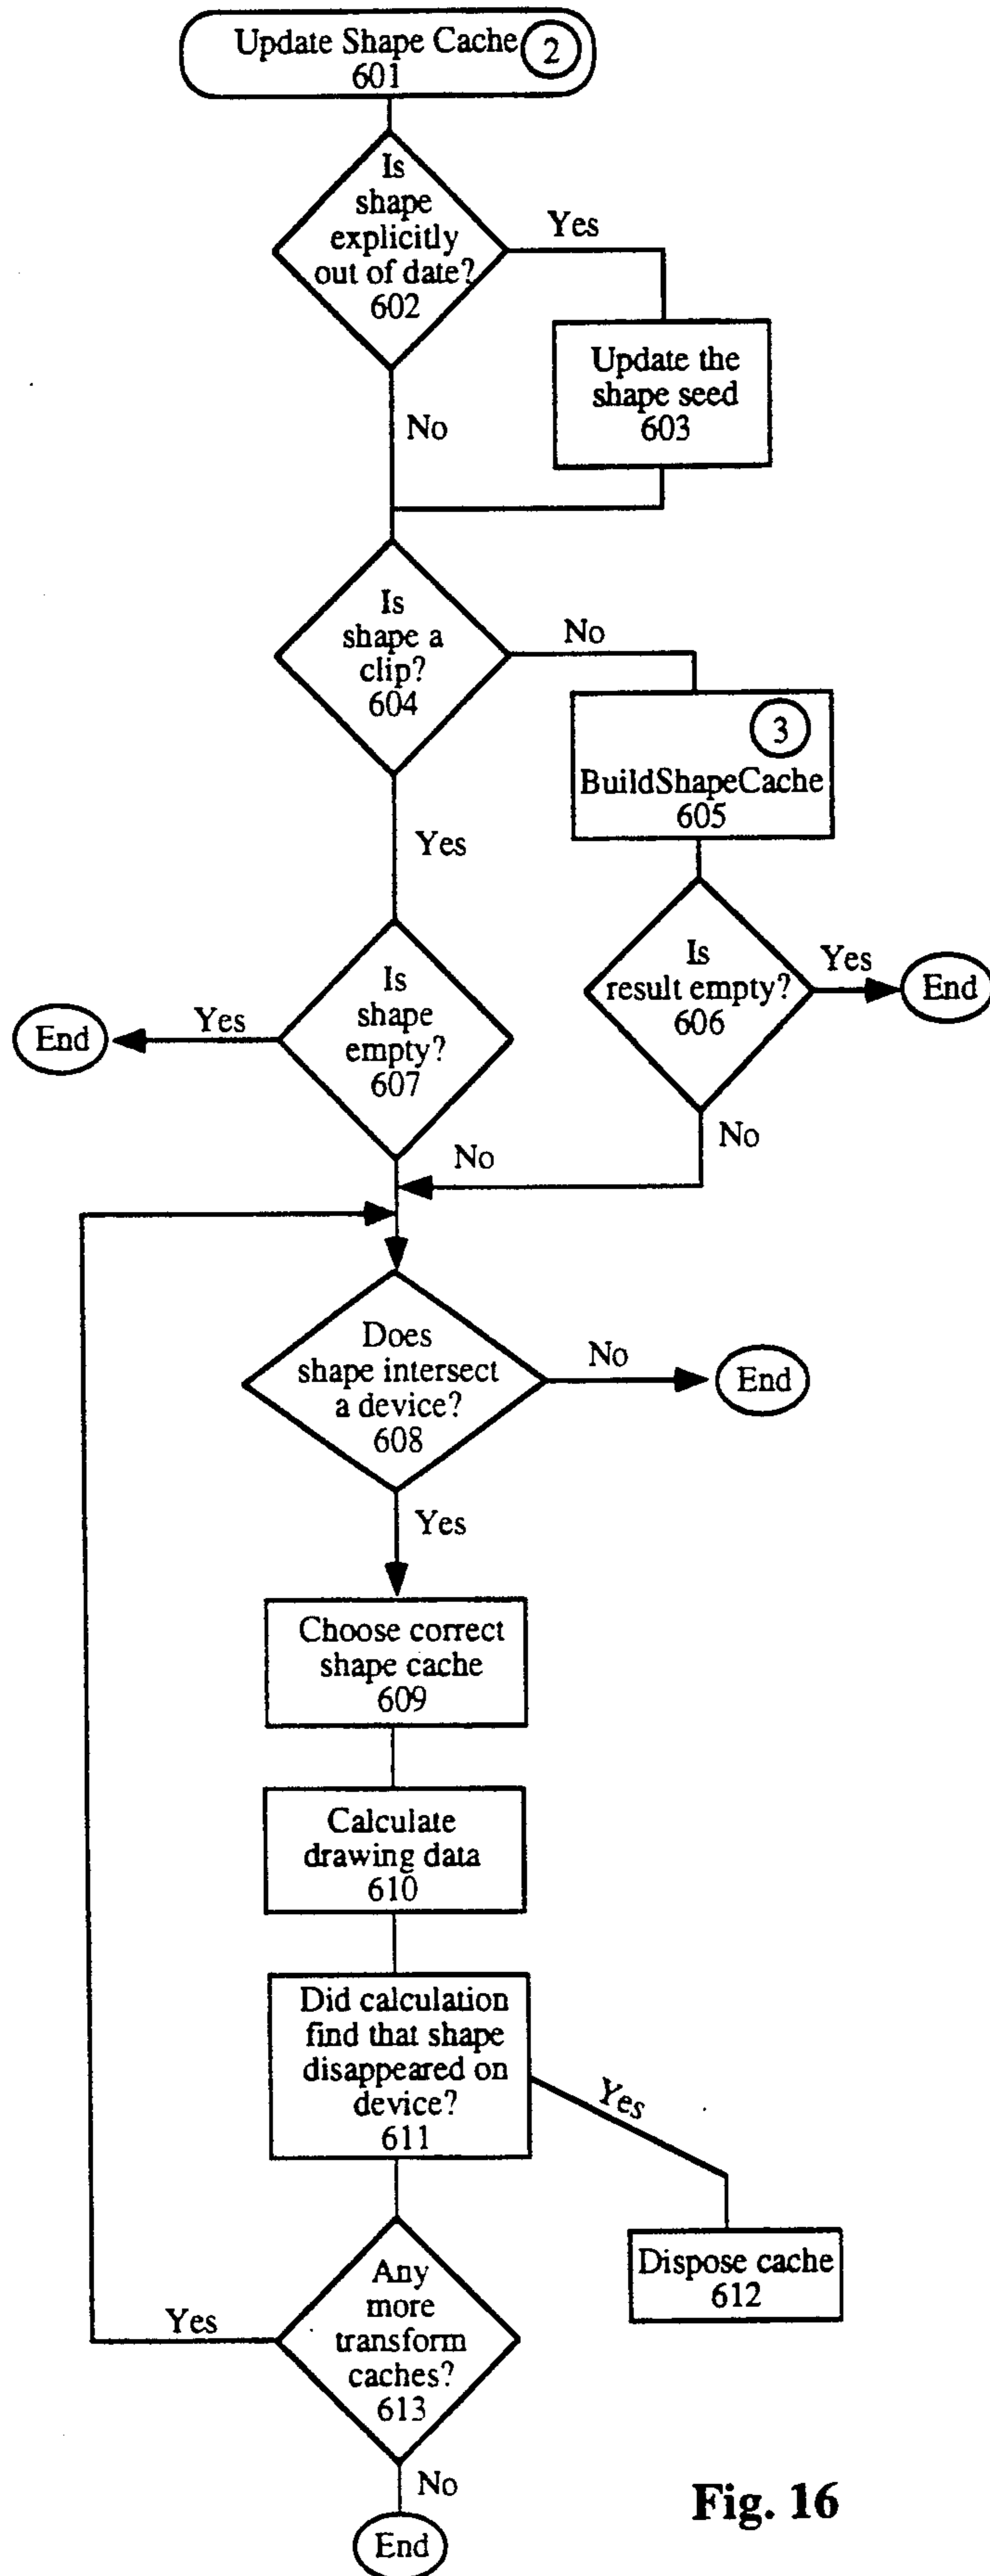 Update Shape Cache 2
601
Is
shape
explicitly
out of date?
602
Yes
Update the
shape seed
603
No
Is
shape a
clip?
604
No
3
BuildShapeCache
605
Yes
Is
result empty?
606
Yes
End
Is
shape
empty?
607
Yes
End
No
No
Does
shape intersect
a device?
608
No
End
Yes
Choose correct
shape cache
609
Calculate
drawing data
610
Did calculation
find that shape
disappeared on
device?
611
Yes
Dispose cache
612
Any
more
transform
caches?
613
Yes
No
End
Fig. 16